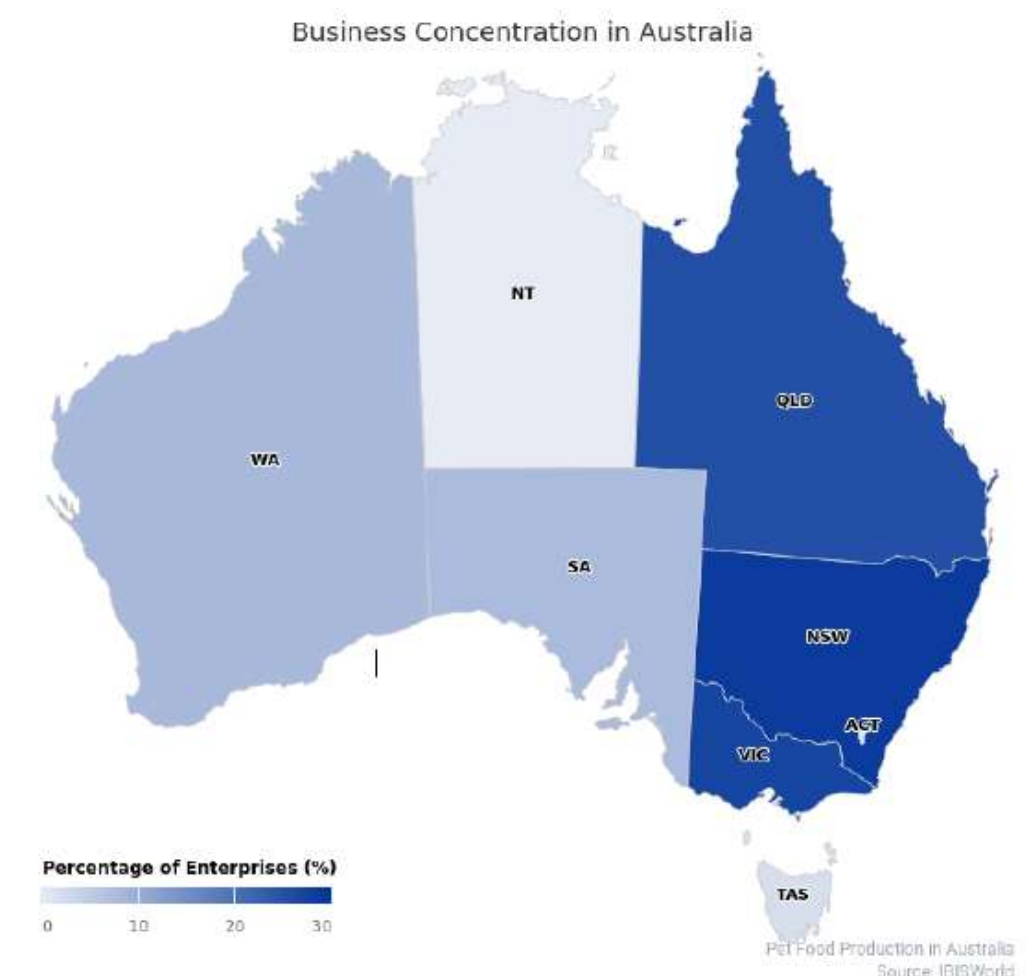 Business Concentration in Australia
NT
QLD
WA
SA
NSW
ACT
VIC
Percentage of Enterprises (%)
0 10 20 30
TAS
Pet Food Production in Australia
Source: IBISWorld